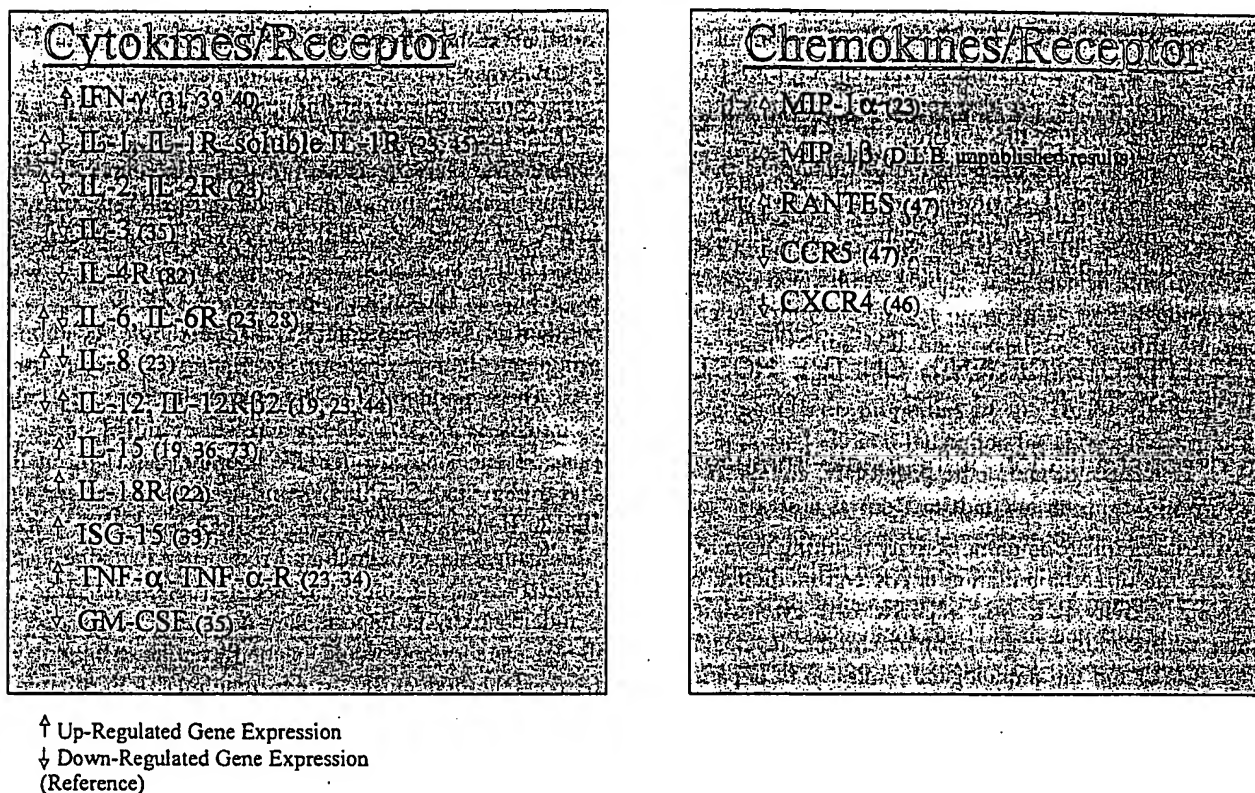 Cytokines/Receptor
↑ IFN-γ (31, 39, 40)
↑ ↓ IL-1, IL-1R, soluble IL-1R (23, 45)
↑ ↓ IL-2, IL-2R (23)
IL-3 (35)
↓ IL-4R (82)
↑ ↓ IL-6, IL-6R (23, 28)
↑ ↓ IL-8 (23)
↓ ↑ IL-12, IL-12Rβ2 (19, 23, 44)
↑ IL-15 (19, 36, 73)
↑ IL-18R (22)
↑ ISG-15 (33)
↑ TNF-α, TNF-α-R (23, 34)
↓ GM-CSF (35)
Chemokines/Receptor
↑ MIP-1α (23)
↑ MIP-1β (D.L.B. unpublished results)
RANTES (47)
↓ CCR5 (47)
↓ CXCR4 (46)
↑ Up-Regulated Gene Expression
↓ Down-Regulated Gene Expression
(Reference)